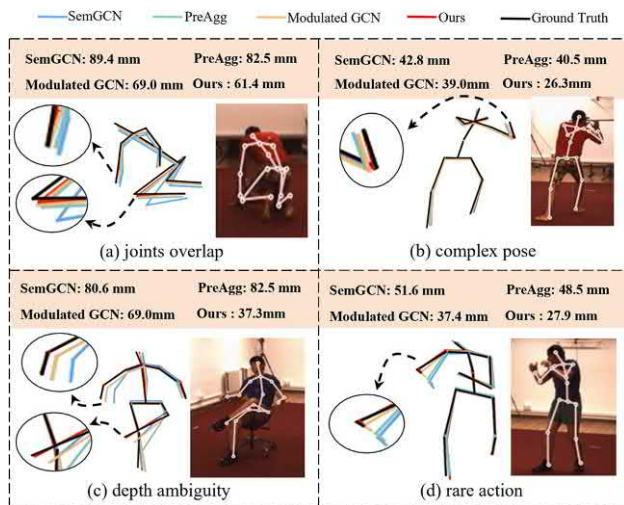 SemGCN PreAgg Modulated GCN Ours Ground Truth
SemGCN: 89.4 mm PreAgg: 82.5 mm
Modulated GCN: 69.0 mm Ours : 61.4 mm
(a) joints overlap
SemGCN: 42.8 mm PreAgg: 40.5 mm
Modulated GCN: 39.0mm Ours : 26.3mm
(b) complex pose
SemGCN: 80.6 mm PreAgg: 82.5 mm
Modulated GCN: 69.0mm Ours : 37.3mm
(c) depth ambiguity
SemGCN: 51.6 mm PreAgg: 48.5 mm
Modulated GCN: 37.4 mm Ours : 27.9 mm
(d) rare action